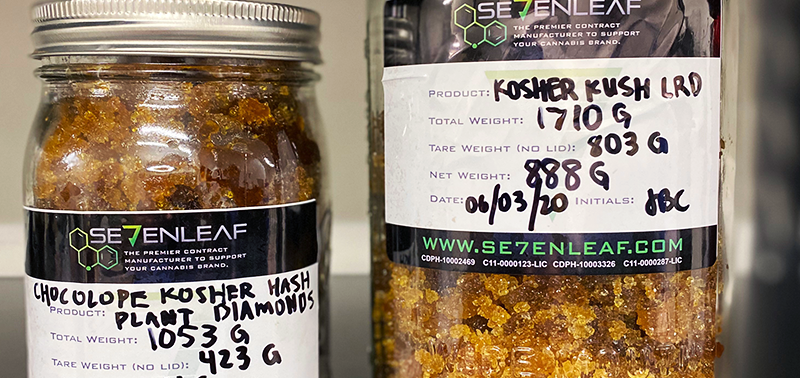 SE7ENLEAF
THE PREMIER CONTRACT
MANUFACTURER TO SUPPORT
YOUR CANNABIS BRAND.
CHOCOLOPE KOSHER HASH
PRODUCT: PLANT DIAMONDS
TOTAL WEIGHT: 1053 G
TARE WEIGHT (NO LID): 423 G
SE7ENLEAF
THE PREMIER CONTRACT
MANUFACTURER TO SUPPORT
YOUR CANNABIS BRAND.
PRODUCT: KOSHER KUSH LRD
TOTAL WEIGHT: 1710 G
TARE WEIGHT (NO LID): 803 G
NET WEIGHT: 888 G
DATE: 06/03/20 INITIALS: JBC
WWW.SE7ENLEAF.COM
CDPH-10002469 C11-0000123-LIC CDPH-10003326 C11-0000287-LIC